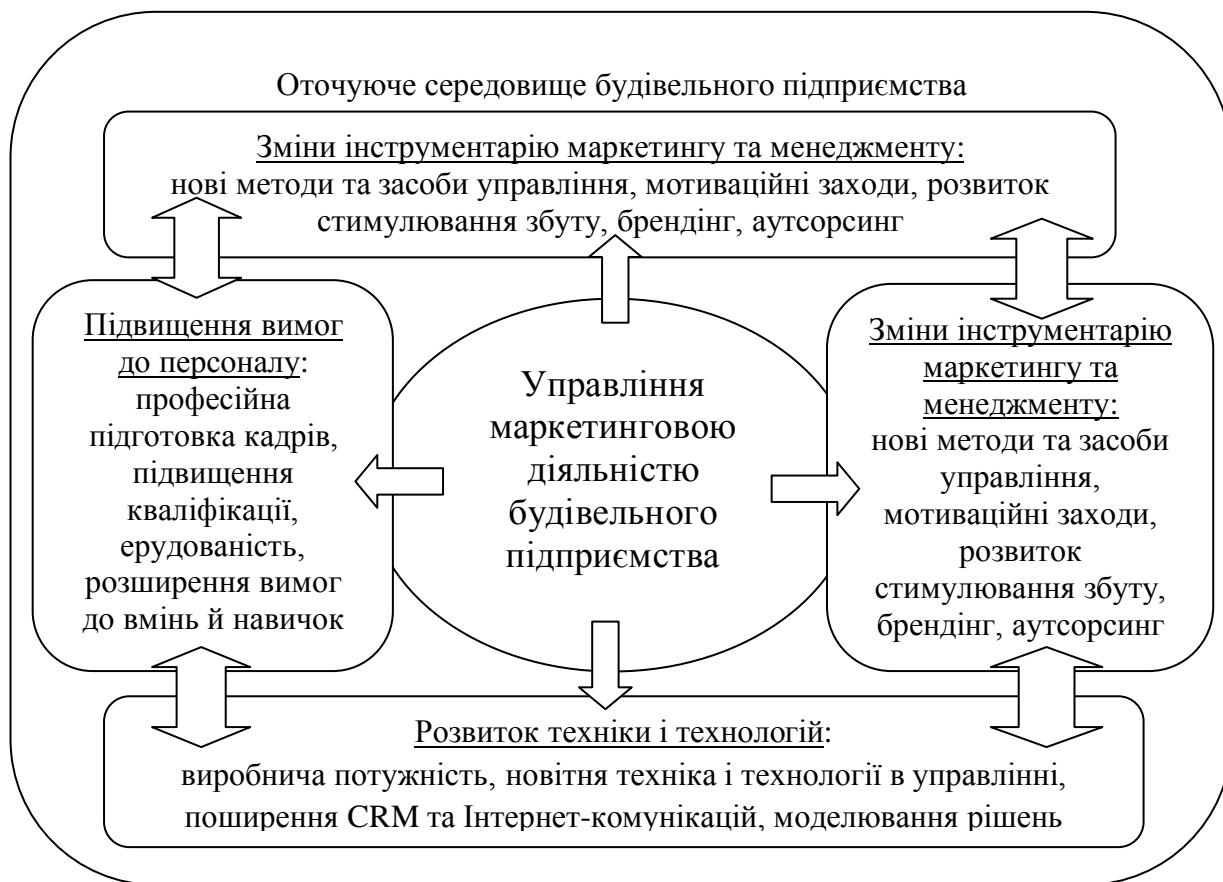 Оточуюче середовище будівельного підприємства
Зміни інструментарію маркетингу та менеджменту:
нові методи та засоби управління, мотиваційні заходи, розвиток
стимулювання збуту, брендінг, аутсорсинг
Підвищення вимог
до персоналу:
професійна
підготовка кадрів,
підвищення
кваліфікації,
ерудованість,
розширення вимог
до вмінь й навичок
Управління
маркетинговою
діяльністю
будівельного
підприємства
Зміни інструментарію
маркетингу та
менеджменту:
нові методи та засоби
управління,
мотиваційні заходи,
розвиток
стимулювання збуту,
брендінг, аутсорсинг
Розвиток техніки і технологій:
виробнича потужність, новітня техніка і технології в управлінні,
поширення CRM та Інтернет-комунікацій, моделювання рішень